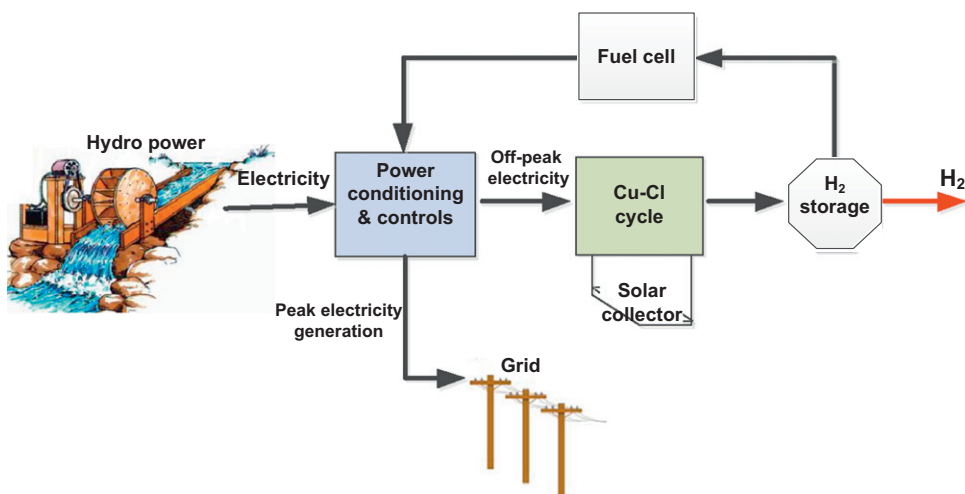 Fuel cell
Hydro power
Electricity
Power
conditioning
& controls
Off-peak
electricity
Cu-Cl
cycle
H₂
storage
H₂
Solar
collector
Peak electricity
generation
Grid